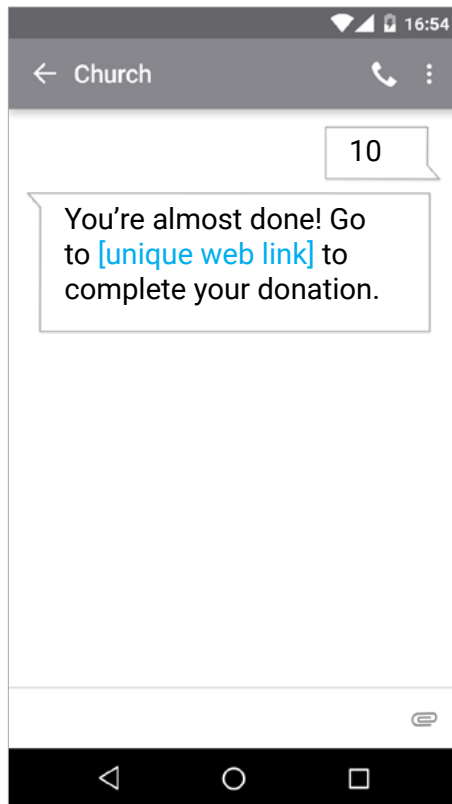 16:54
Church
10
You’re almost done! Go
to [unique web link] to
complete your donation.